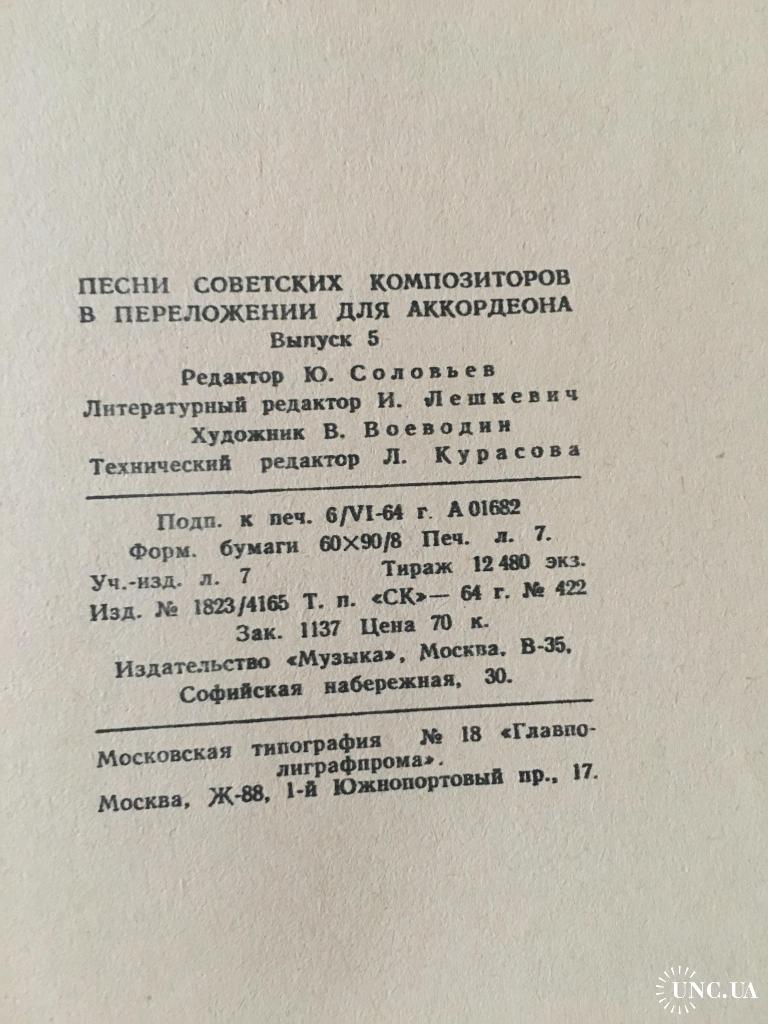 ПЕСНИ СОВЕТСКИХ КОМПОЗИТОРОВ
В ПЕРЕЛОЖЕНИИ ДЛЯ АККОРДЕОНА
Выпуск 5
Редактор Ю. Соловьев
Литературный редактор И. Лешкевич
Художник В. Воеводин
Технический редактор Л. Курасова
Подп. к печ. 6/VI-64 г. А 01682
Форм. бумаги 60×90/8 Печ. л. 7.
Уч.-изд. л. 7 Тираж 12 480 экз.
Изд. № 1823/4165 Т. п. «СК»— 64 г. № 422
Зак. 1137 Цена 70 к.
Издательство «Музыка», Москва, В-35,
Софийская набережная, 30.
Московская типография № 18 «Главпо-
лиграфпрома».
Москва, Ж-88, 1-й Южнопортовый пр., 17.
UNC.UA